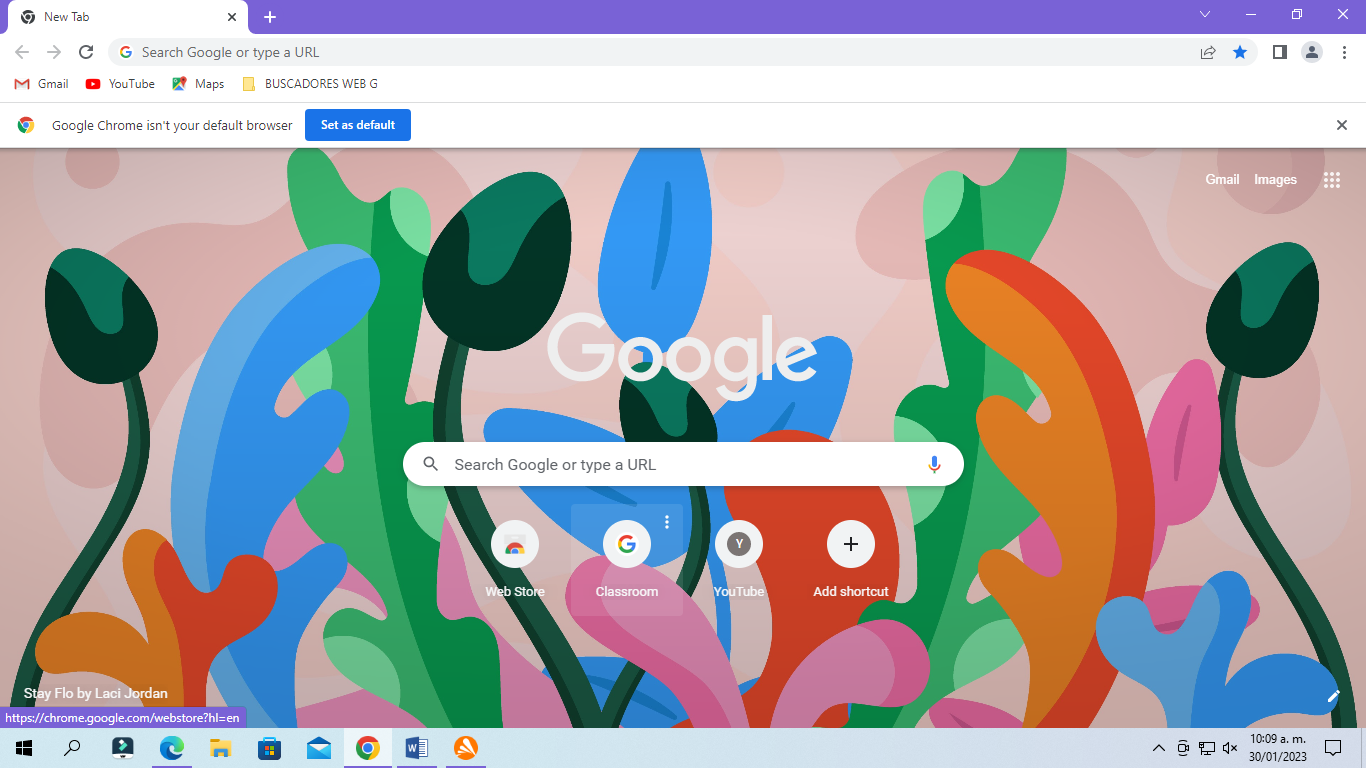 New Tab
Search Google or type a URL
Gmail YouTube Maps BUSCADORES WEB G
Google Chrome isn't your default browser Set as default
Gmail Images
Google
Search Google or type a URL
Y
Web Store Classroom YouTube Add shortcut
Stay Flo by Laci Jordan
https://chrome.google.com/webstore?hl=en
10:09 a. m.
30/01/2023